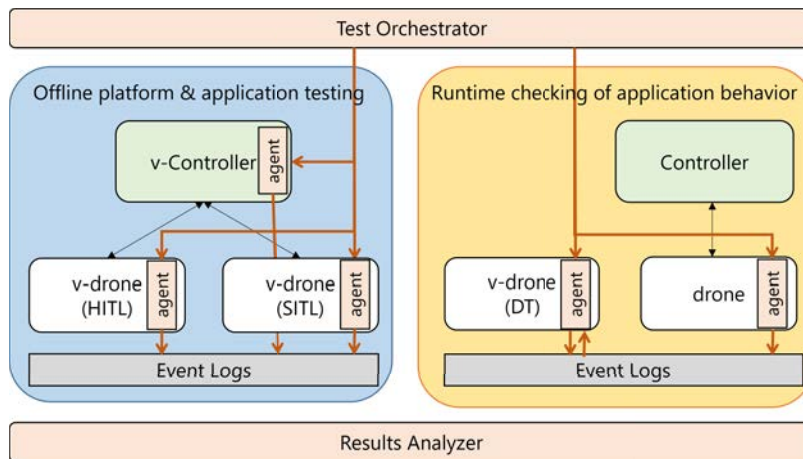 Test Orchestrator
Offline platform & application testing
v-Controller
agent
v-drone
(HITL)
agent
v-drone
(SITL)
agent
Event Logs
Runtime checking of application behavior
Controller
v-drone
(DT)
agent
drone
agent
Event Logs
Results Analyzer